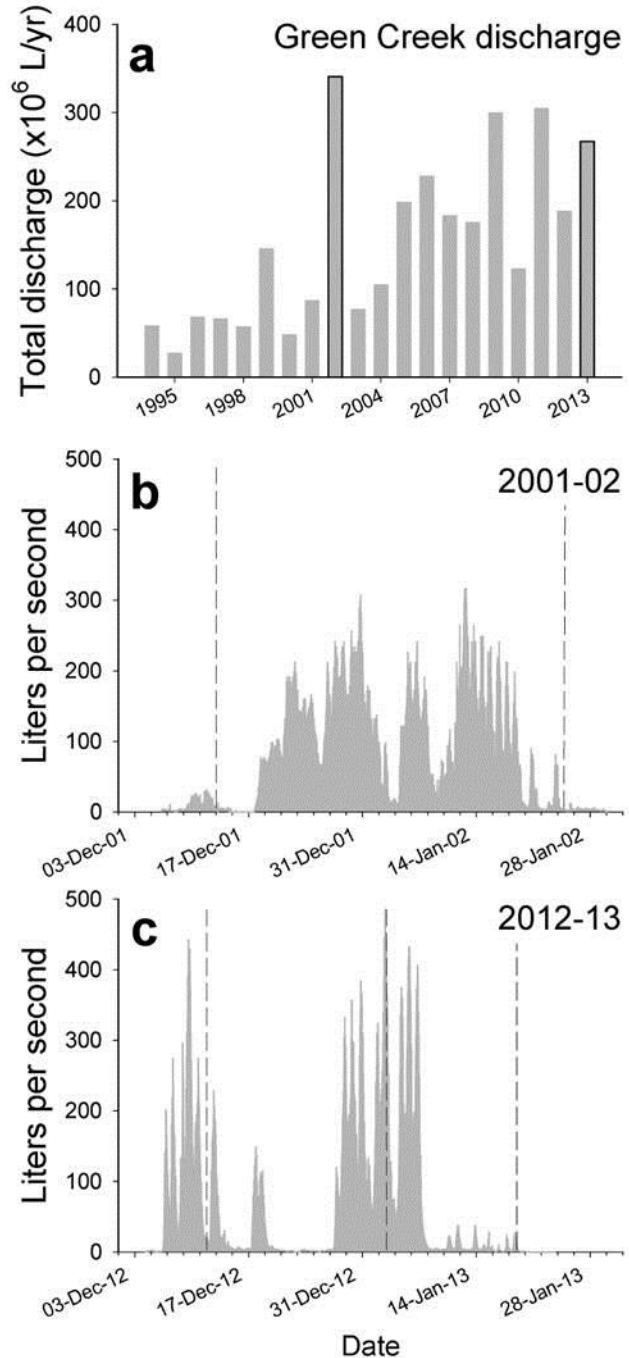 a
Green Creek discharge
Total discharge (x10⁶ L/yr)
400
300
200
100
0
1995
1998
2001
2004
2007
2010
2013
b
2001-02
Liters per second
500
400
300
200
100
0
03-Dec-01
17-Dec-01
31-Dec-01
14-Jan-02
28-Jan-02
c
2012-13
Liters per second
500
400
300
200
100
0
03-Dec-12
17-Dec-12
31-Dec-12
14-Jan-13
28-Jan-13
Date